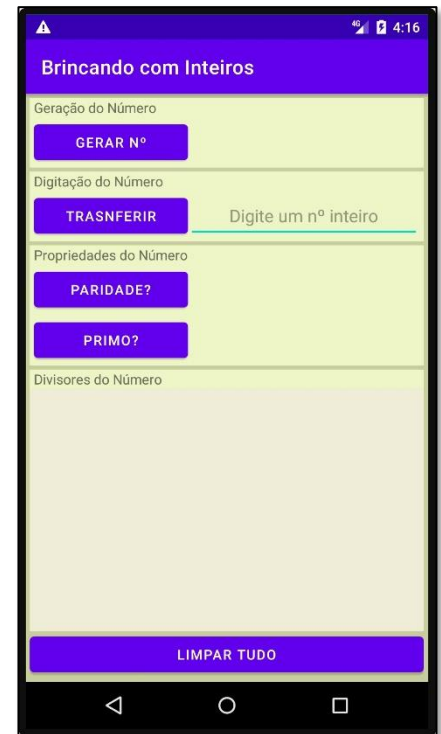 4G 4:16
Brincando com Inteiros
Geração do Número
GERAR Nº
Digitação do Número
TRASNFERIR Digite um nº inteiro
Propriedades do Número
PARIDADE?
PRIMO?
Divisores do Número
LIMPAR TUDO